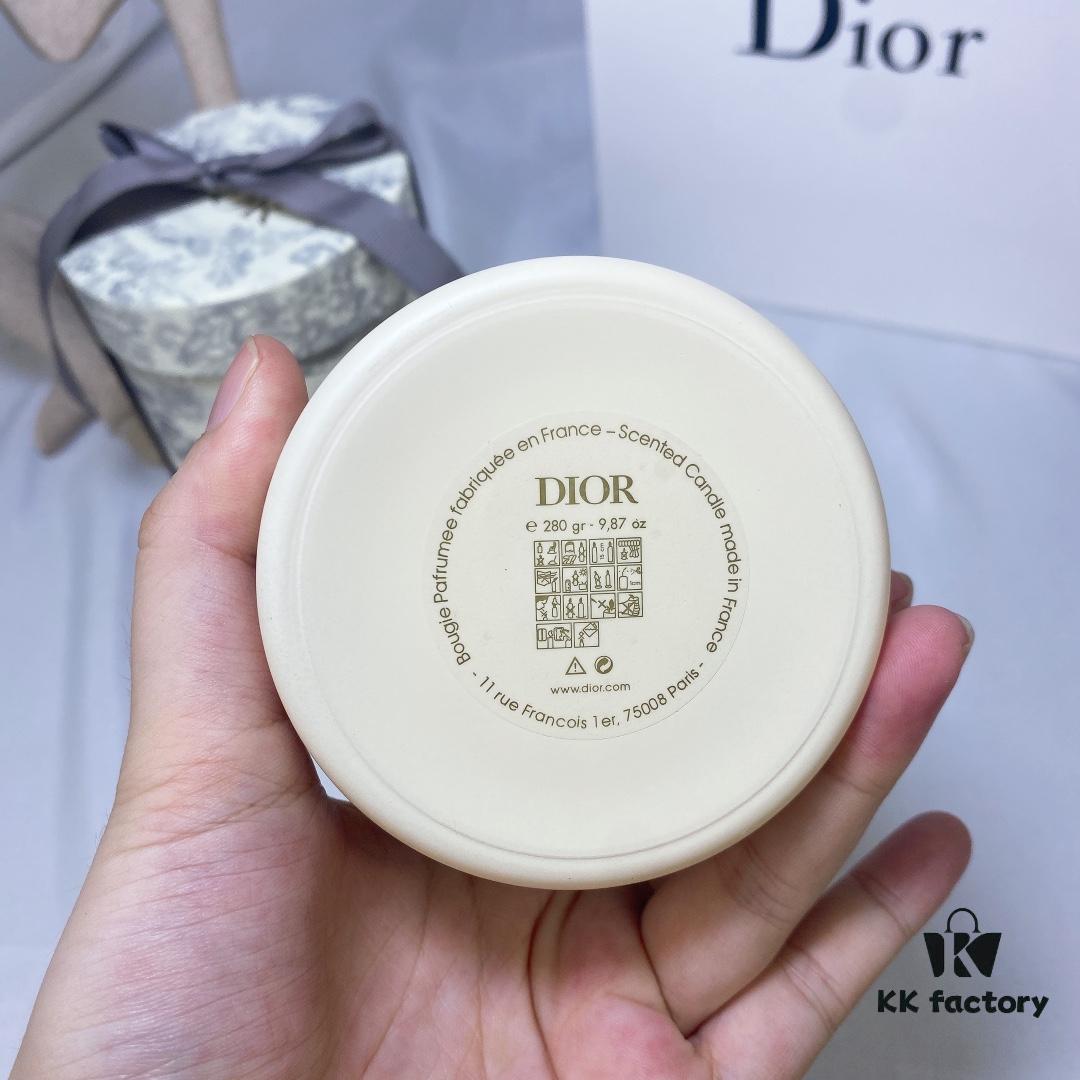 Dior
Bougie Pafrumee fabriquée en France – Scented Candle made in France
DIOR
℮ 280 gr - 9,87 oz
www.dior.com
- 11 rue Francois 1er, 75008 Paris -
KK factory